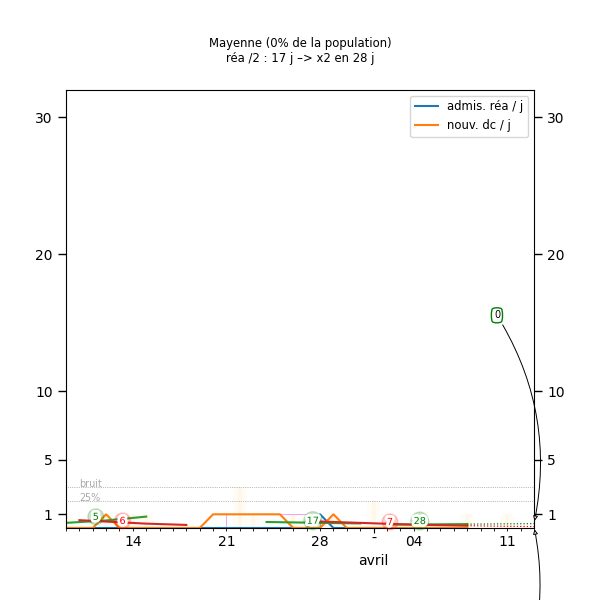 Mayenne (0% de la population)
réa /2 : 17 j –> x2 en 28 j
admis. réa / j
nouv. dc / j
30 30
20 20
0
10 10
5 5
bruit
25%
1 1
5 6 17 7 28
14 21 28 - 04 11
avril